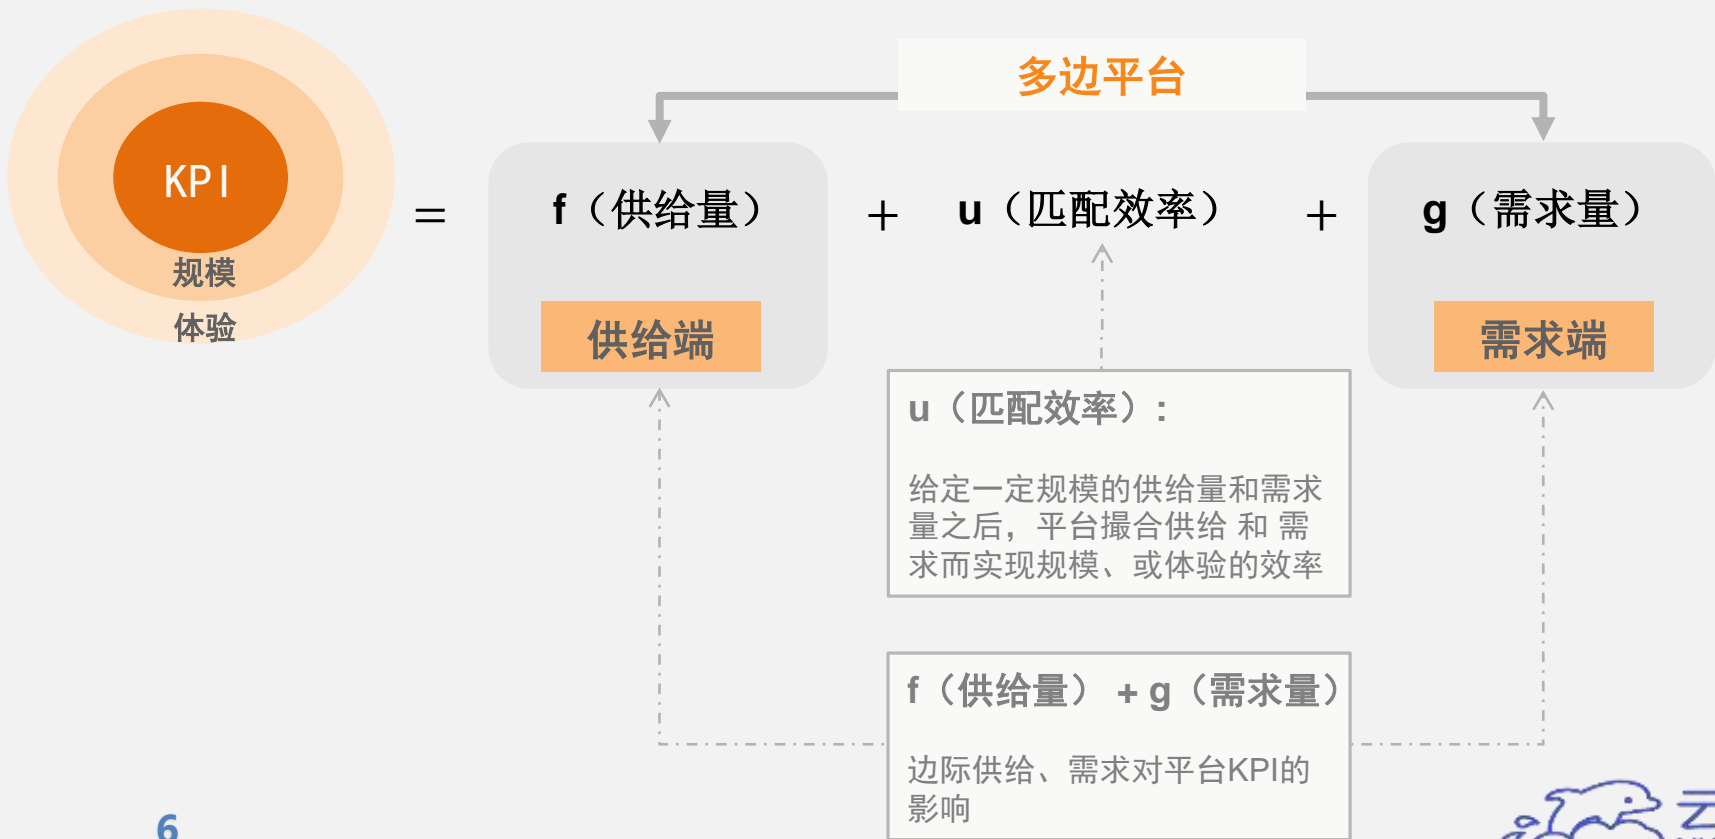 多边平台
KPI
规模
体验
=
f（供给量）
+
u（匹配效率）
+
g（需求量）
供给端
需求端
u（匹配效率）：
给定一定规模的供给量和需求
量之后，平台撮合供给 和 需
求而实现规模、或体验的效率
f（供给量） + g（需求量）
边际供给、需求对平台KPI的
影响
6
云